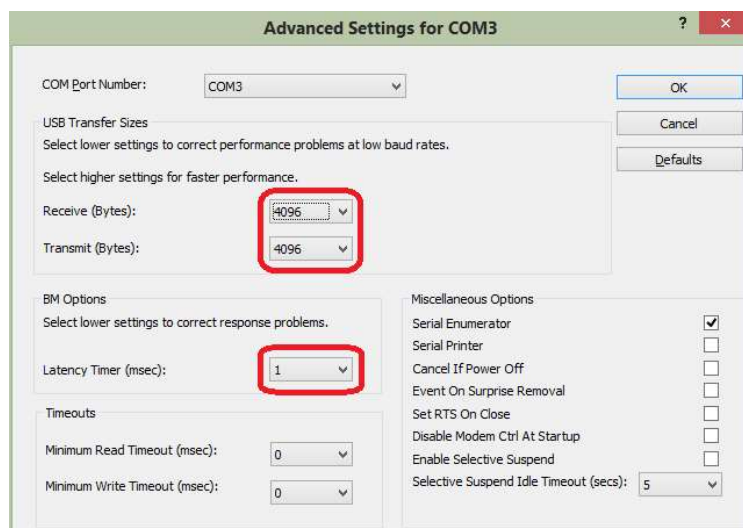 Advanced Settings for COM3
? x
COM Port Number: COM3
OK
USB Transfer Sizes
Cancel
Select lower settings to correct performance problems at low baud rates.
Defaults
Select higher settings for faster performance.
Receive (Bytes): 4096
Transmit (Bytes): 4096
BM Options
Select lower settings to correct response problems.
Latency Timer (msec): 1
Timeouts
Minimum Read Timeout (msec): 0
Minimum Write Timeout (msec): 0
Miscellaneous Options
Serial Enumerator
Serial Printer
Cancel If Power Off
Event On Surprise Removal
Set RTS On Close
Disable Modem Ctrl At Startup
Enable Selective Suspend
Selective Suspend Idle Timeout (secs): 5